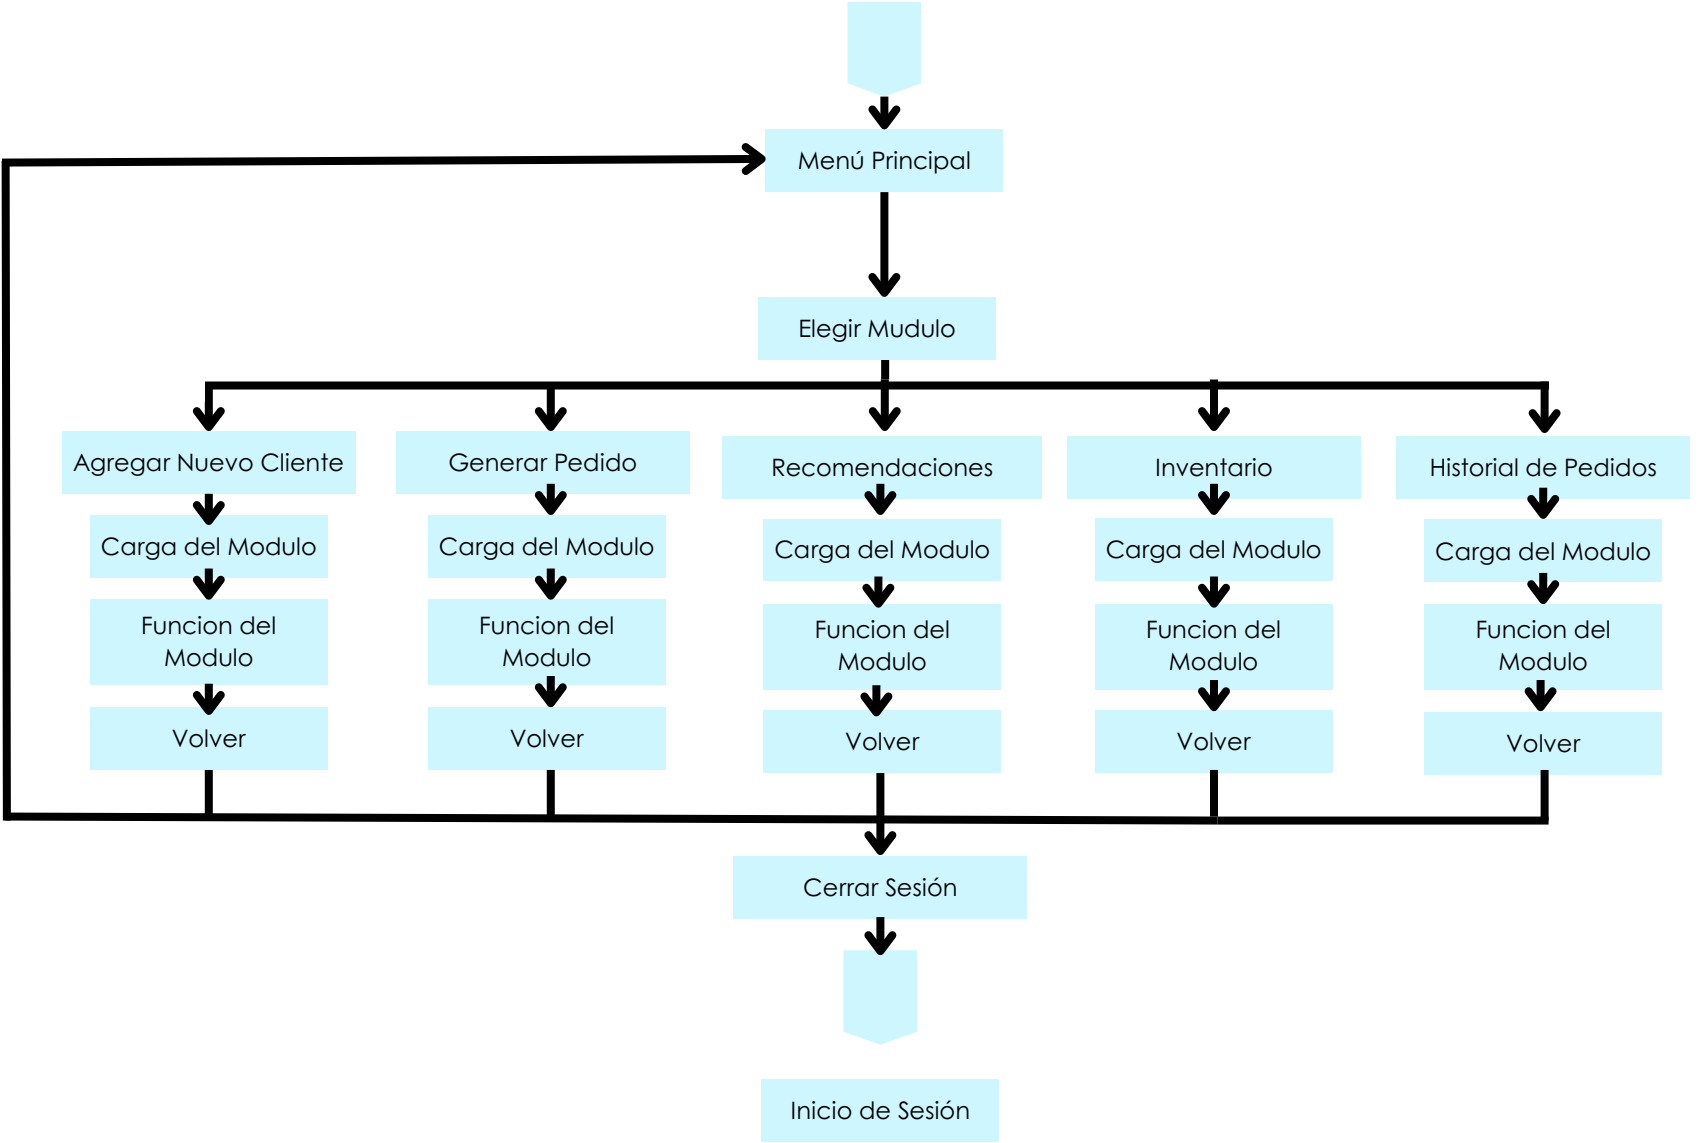 Menú Principal
Elegir Mudulo
Agregar Nuevo Cliente
Generar Pedido
Recomendaciones
Inventario
Historial de Pedidos
Carga del Modulo
Carga del Modulo
Carga del Modulo
Carga del Modulo
Carga del Modulo
Funcion del
Modulo
Funcion del
Modulo
Funcion del
Modulo
Funcion del
Modulo
Funcion del
Modulo
Volver
Volver
Volver
Volver
Volver
Cerrar Sesión
Inicio de Sesión